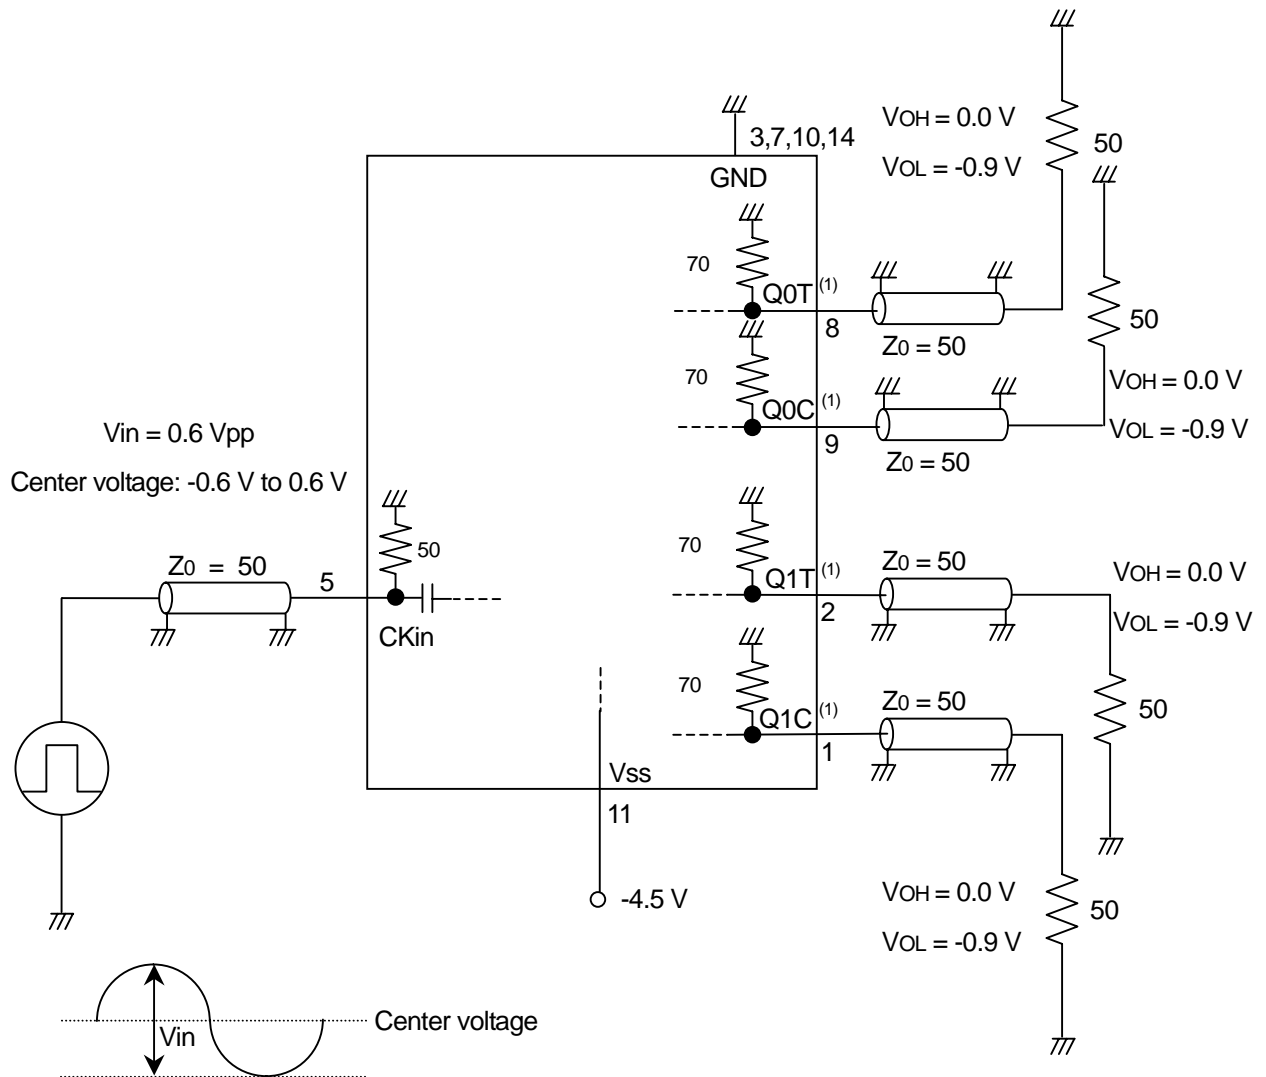 VOH = 0.0 V
50
3,7,10,14
VOL = -0.9 V
GND
70
Q0T (1)
8
Z0 = 50
50
70
VOH = 0.0 V
Q0C (1)
9
VOL = -0.9 V
Z0 = 50
Vin = 0.6 Vpp
Center voltage: -0.6 V to 0.6 V
50
Z0 = 50
5
CKin
70
Z0 = 50
Q1T (1)
2
VOH = 0.0 V
VOL = -0.9 V
70
Z0 = 50
Q1C (1)
1
50
Vss
11
-4.5 V
VOH = 0.0 V
50
VOL = -0.9 V
Center voltage
Vin